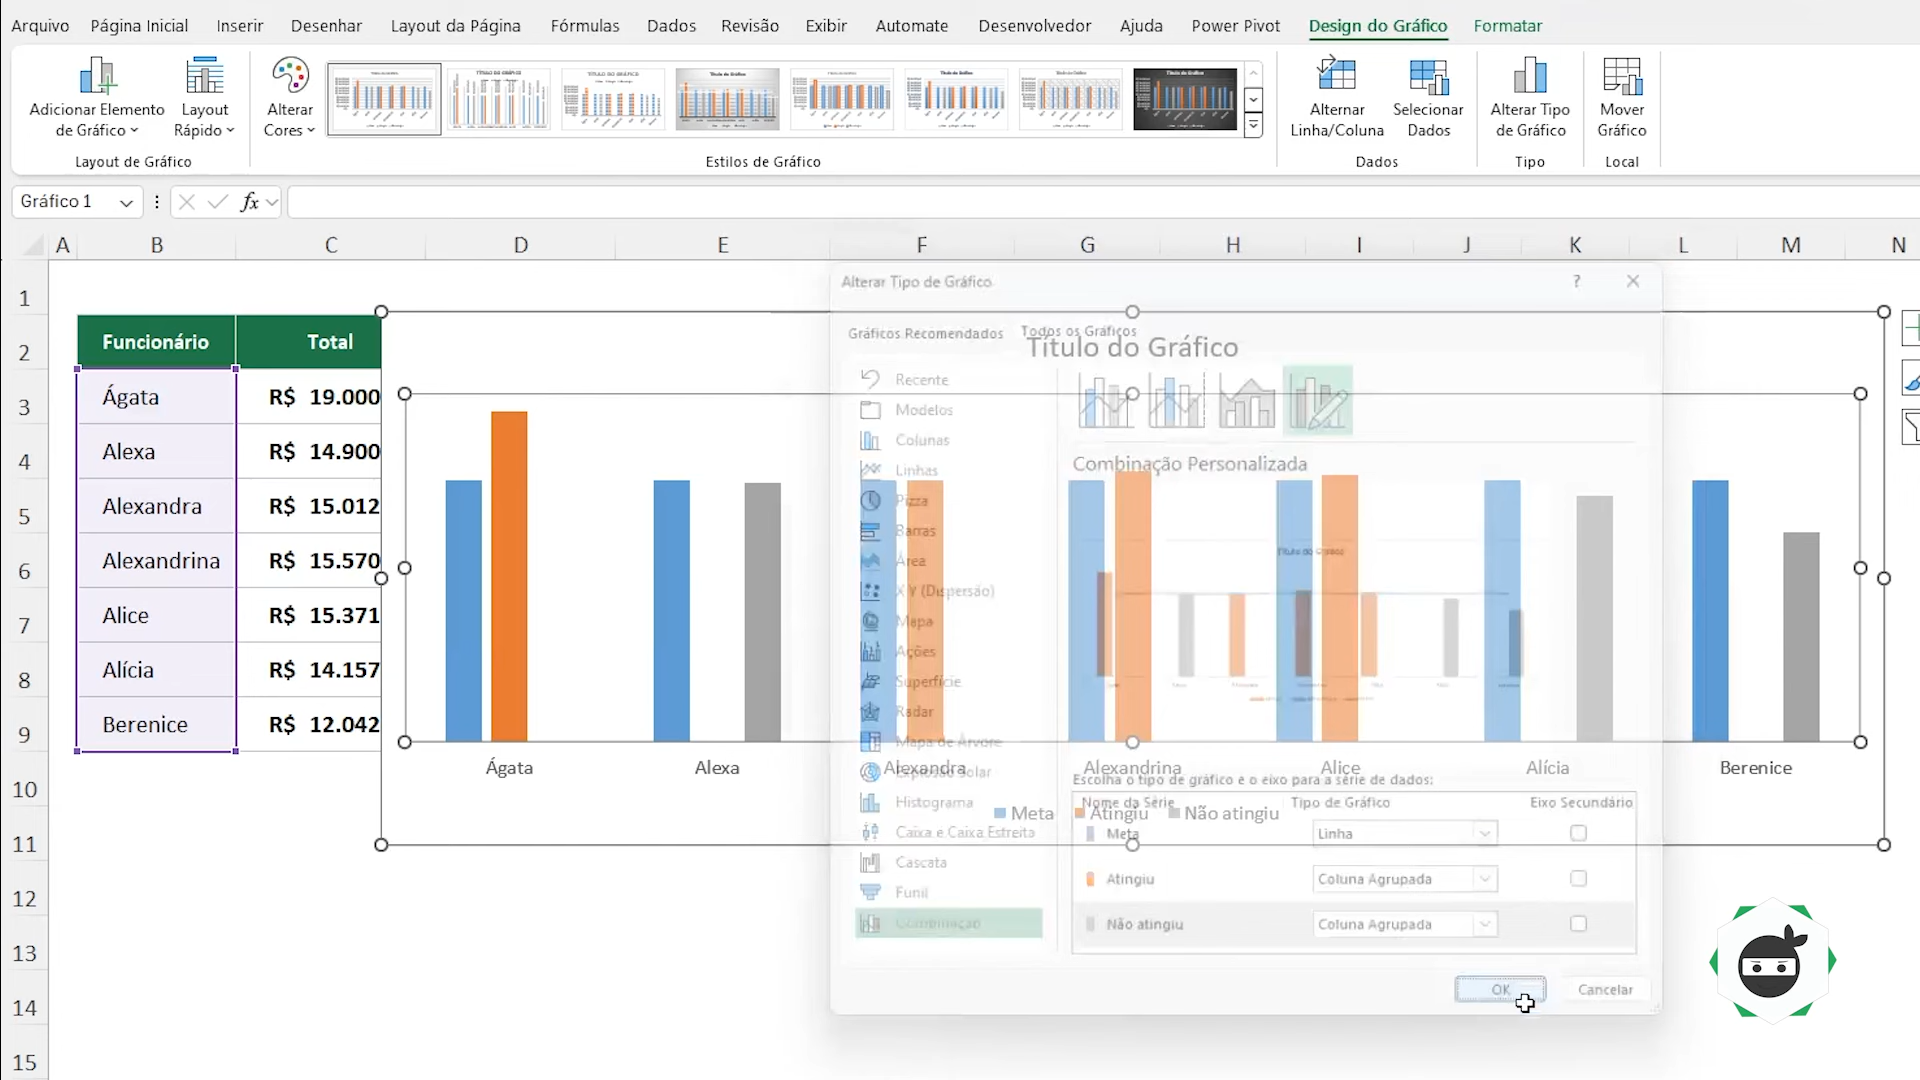 Arquivo Página Inicial Inserir Desenhar Layout da Página Fórmulas Dados Revisão Exibir Automate Desenvolvedor Ajuda Power Pivot Design do Gráfico Formatar
Adicionar Elemento
de Gráfico
Layout
Rápido
Alterar
Cores
Alternar
Linha/Coluna
Selecionar
Dados
Alterar Tipo
de Gráfico
Mover
Gráfico
Layout de Gráfico Estilos de Gráfico Dados Tipo Local
Gráfico 1 fx
A B C D E F G H I J K L M N
1
2 Funcionário Total
3 Ágata R$ 19.000
4 Alexa R$ 14.900
5 Alexandra R$ 15.012
6 Alexandrina R$ 15.570
7 Alice R$ 15.371
8 Alícia R$ 14.157
9 Berenice R$ 12.042
10
11
12
13
14
15
Título do Gráfico
Ágata Alexa Alexandra Alexandrina Alice Alícia Berenice
Meta Atingiu Não atingiu
Alterar Tipo de Gráfico ?
Gráficos Recomendados Todos os Gráficos
Recente
Modelos
Colunas
Linhas
Pizza
Barras
Área
X Y (Dispersão)
Mapa
Ações
Superfície
Radar
Mapa de Árvore
Explosão Solar
Histograma
Caixa e Caixa Estreita
Cascata
Funil
Combinação
Combinação Personalizada
Título do Gráfico
Escolha o tipo de gráfico e o eixo para a série de dados:
Nome da Série Tipo de Gráfico Eixo Secundário
Meta Linha
Atingiu Coluna Agrupada
Não atingiu Coluna Agrupada
OK Cancelar